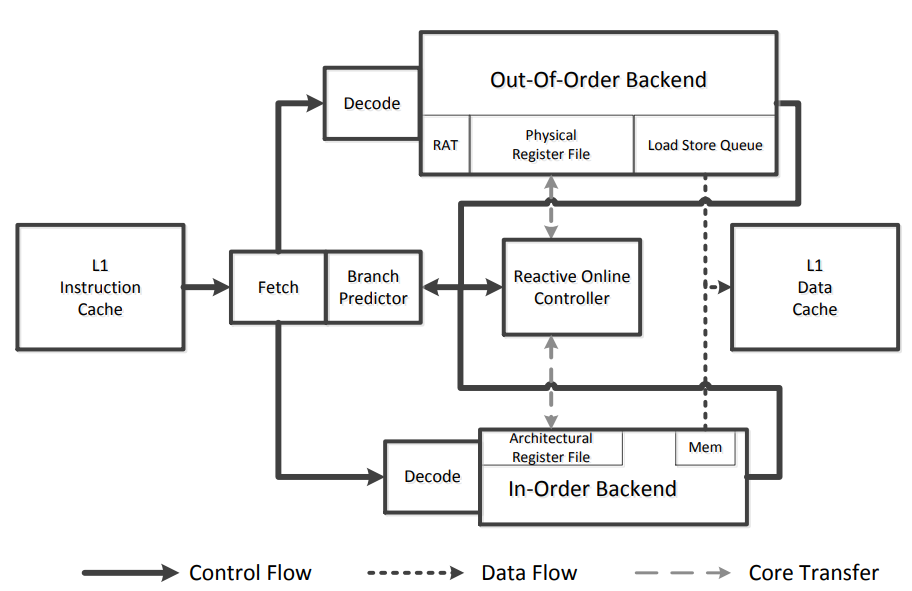 Out-Of-Order Backend
Decode
RAT
Physical
Register File
Load Store Queue
L1
Instruction
Cache
Fetch
Branch
Predictor
Reactive Online
Controller
L1
Data
Cache
Architectural
Register File
Mem
Decode
In-Order Backend
Control Flow
Data Flow
Core Transfer